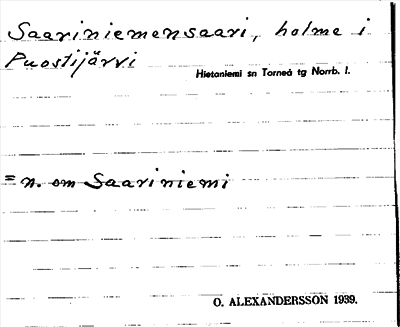 Saariniemensaari, holme i
Puostijärvi
Hietaniemi sn Torneå tg Norrb. l.
= n. om Saariniemi
O. ALEXANDERSSON 1939.